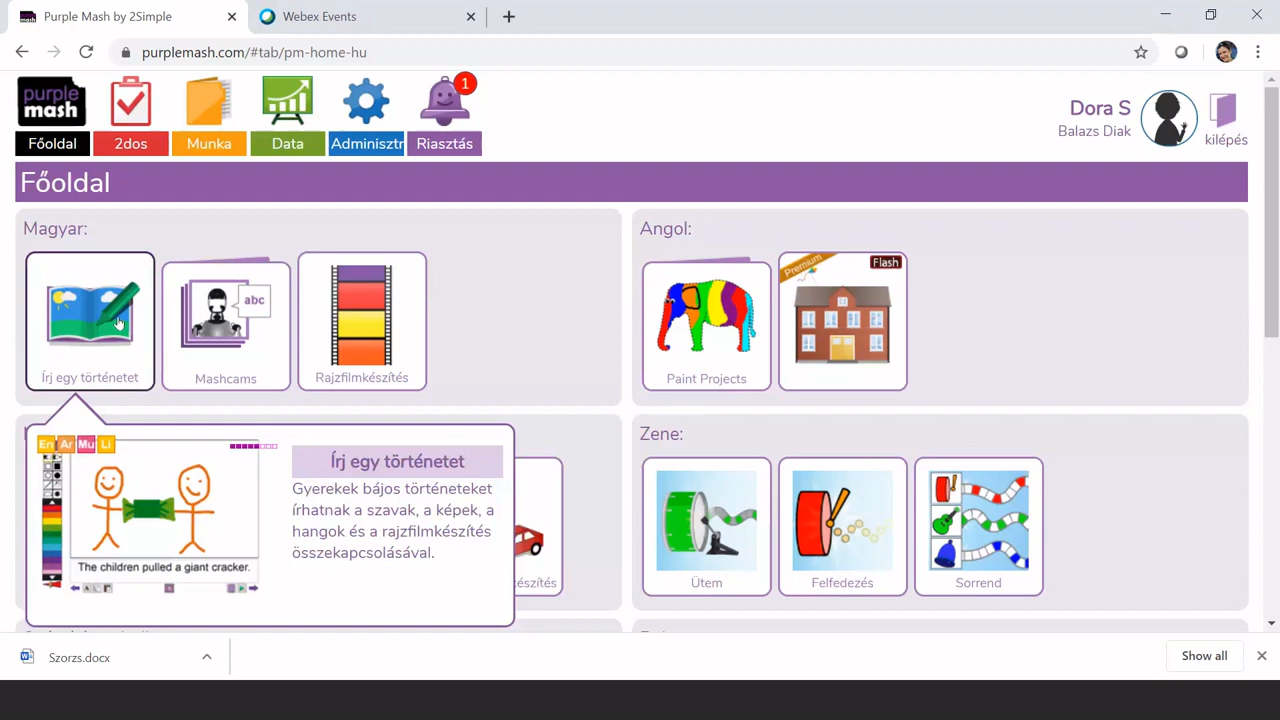 Purple Mash by 2Simple
Webex Events
purplemash.com/#tab/pm-home-hu
purple
mash
1
Dora S
Balazs Diak
kilépés
Főoldal
2dos
Munka
Data
Adminisztr
Riasztás
Főoldal
Magyar:
Angol:
abc
Premium
Flash
Írj egy történetet
Mashcams
Rajzfilmkészítés
Paint Projects
Zene:
En Ar Mu Li
Írj egy történetet
Gyerekek bájos történeteket
írhatnak a szavak, a képek, a
hangok és a rajzfilmkészítés
összekapcsolásával.
The children pulled a giant cracker.
készítés
Ütem
Felfedezés
Sorrend
Szorzs.docx
Show all